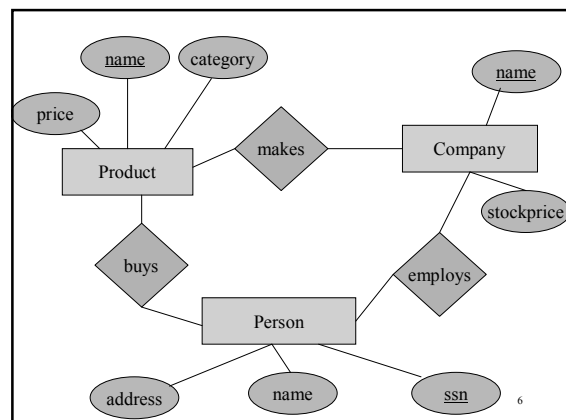 name
category
name
price
makes
Company
Product
stockprice
buys
employs
Person
address
name
ssn
6